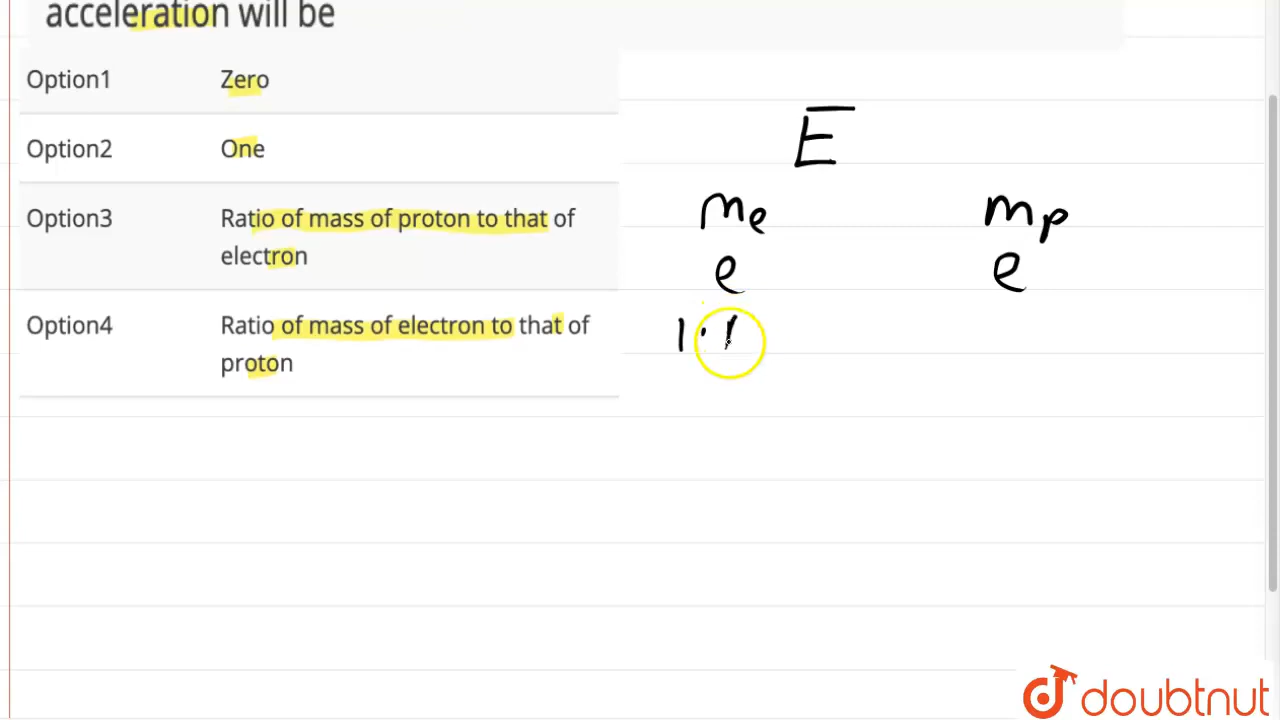 acceleration will be
Option1 Zero
Option2 One
Option3 Ratio of mass of proton to that of
electron
Option4 Ratio of mass of electron to that of
proton
E
me mp
e e
1·1
doubtnut